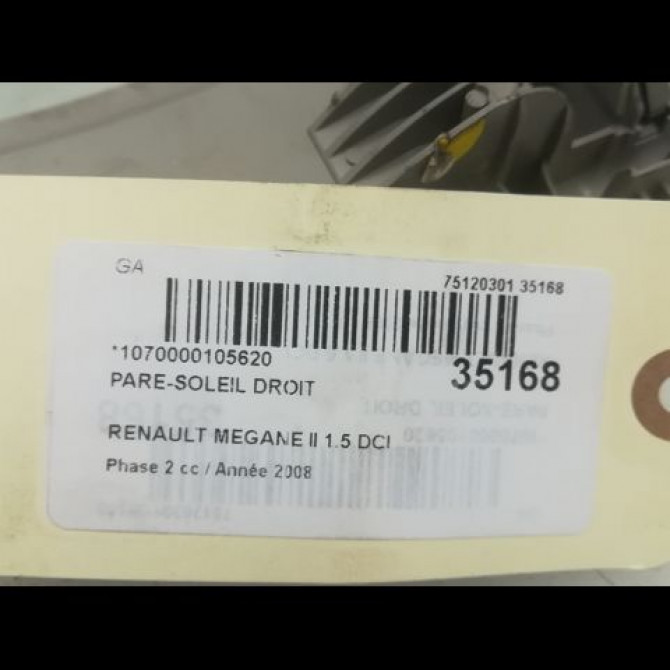 GA
75120301 35168
*1070000105620
35168
PARE-SOLEIL DROIT
RENAULT MEGANE II 1.5 DCI
Phase 2 cc / Année 2008